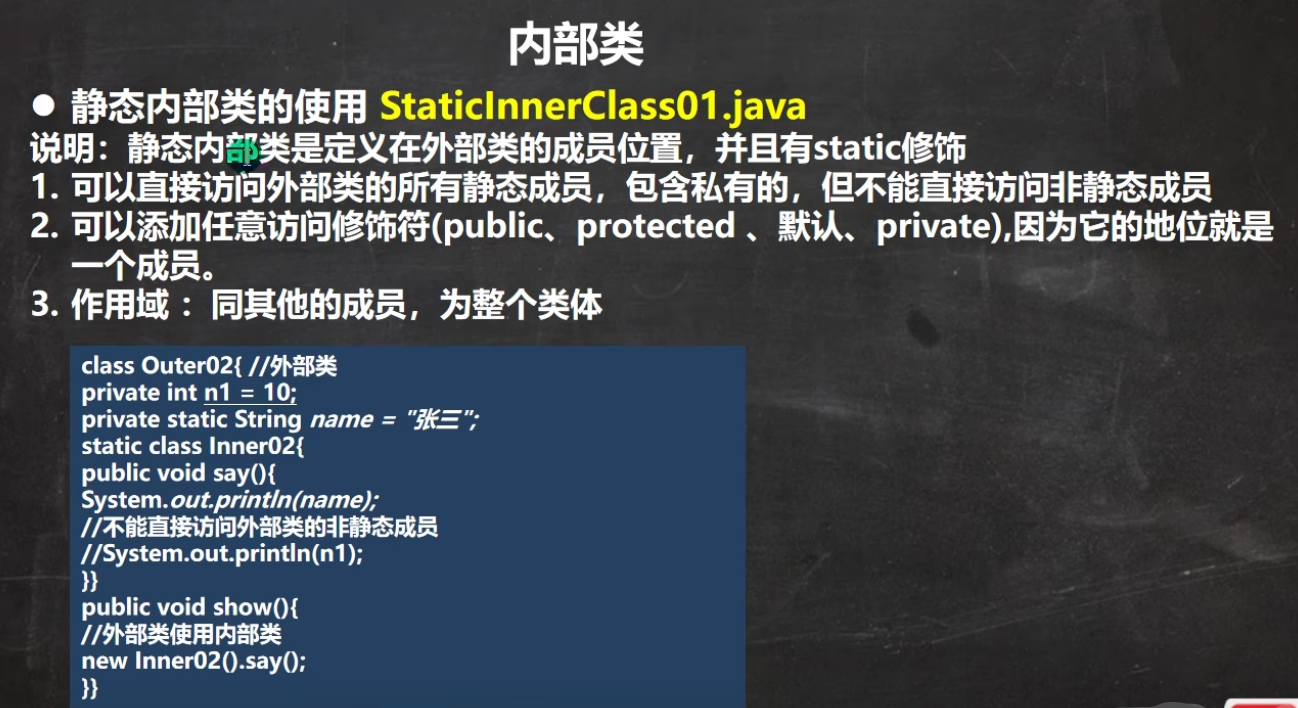 内部类
● 静态内部类的使用 StaticInnerClass01.java
说明：静态内部类是定义在外部类的成员位置，并且有static修饰
1. 可以直接访问外部类的所有静态成员，包含私有的，但不能直接访问非静态成员
2. 可以添加任意访问修饰符(public、protected 、默认、private),因为它的地位就是
一个成员。
3. 作用域 ：同其他的成员，为整个类体
class Outer02{ //外部类
private int n1 = 10;
private static String name = "张三";
static class Inner02{
public void say(){
System.out.println(name);
//不能直接访问外部类的非静态成员
//System.out.println(n1);
}}
public void show(){
//外部类使用内部类
new Inner02().say();
}}